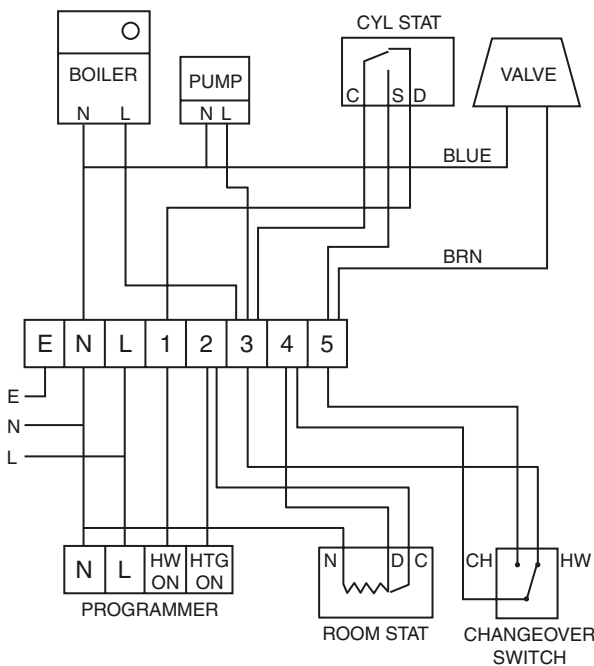 CYL STAT
BOILER
PUMP
VALVE
N L
N L
C S D
BLUE
BRN
E N L 1 2 3 4 5
E
N
L
N L HW ON HTG ON
PROGRAMMER
N D C
ROOM STAT
CH HW
CHANGEOVER
SWITCH